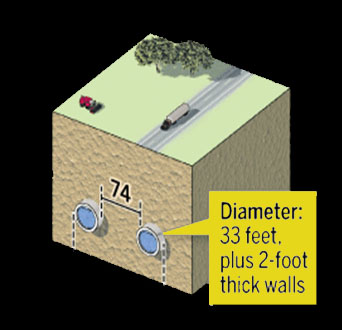 74
Diameter:
33 feet,
plus 2-foot
thick walls